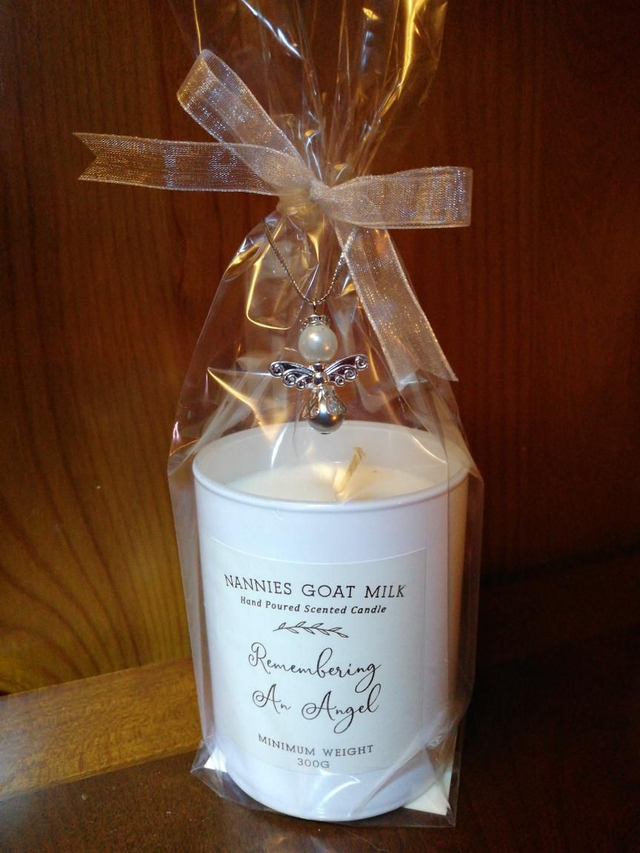 NANNIES GOAT MILK
Hand Poured Scented Candle
Remembering
An Angel
MINIMUM WEIGHT
300G